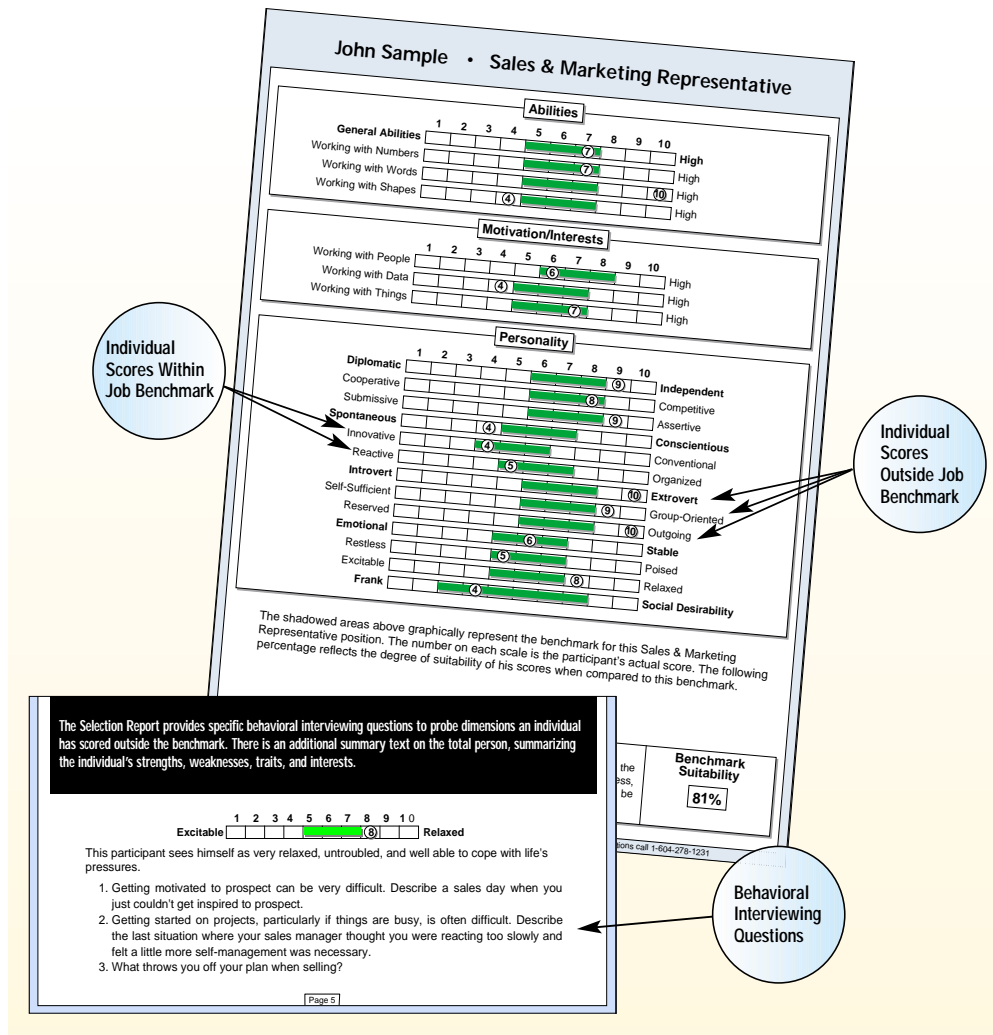 John Sample • Sales & Marketing Representative
Abilities
1 2 3 4 5 6 7 8 9 10
General Abilities 7 High
Working with Numbers 7 High
Working with Words 10 High
Working with Shapes 4 High
Motivation/Interests
1 2 3 4 5 6 7 8 9 10
Working with People 6 High
Working with Data 4 High
Working with Things 7 High
Personality
1 2 3 4 5 6 7 8 9 10
Diplomatic 9 Independent
Cooperative 8 Competitive
Submissive 9 Assertive
Spontaneous 4 Conscientious
Innovative 4 Conventional
Reactive 5 Organized
Introvert 10 Extrovert
Self-Sufficient 9 Group-Oriented
Reserved 10 Outgoing
Emotional 6 Stable
Restless 5 Poised
Excitable 8 Relaxed
Frank 4 Social Desirability
Individual
Scores Within
Job Benchmark
Individual
Scores
Outside Job
Benchmark
The shadowed areas above graphically represent the benchmark for this Sales & Marketing
Representative position. The number on each scale is the participant's actual score. The following
percentage reflects the degree of suitability of his scores when compared to this benchmark.
the
ess,
be
Benchmark
Suitability
81%
tions call 1-604-278-1231
The Selection Report provides specific behavioral interviewing questions to probe dimensions an individual
has scored outside the benchmark. There is an additional summary text on the total person, summarizing
the individual's strengths, weaknesses, traits, and interests.
1 2 3 4 5 6 7 8 9 10
Excitable 8 Relaxed
This participant sees himself as very relaxed, untroubled, and well able to cope with life's
pressures.
1. Getting motivated to prospect can be very difficult. Describe a sales day when you
just couldn't get inspired to prospect.
2. Getting started on projects, particularly if things are busy, is often difficult. Describe
the last situation where your sales manager thought you were reacting too slowly and
felt a little more self-management was necessary.
3. What throws you off your plan when selling?
Page 5
Behavioral
Interviewing
Questions